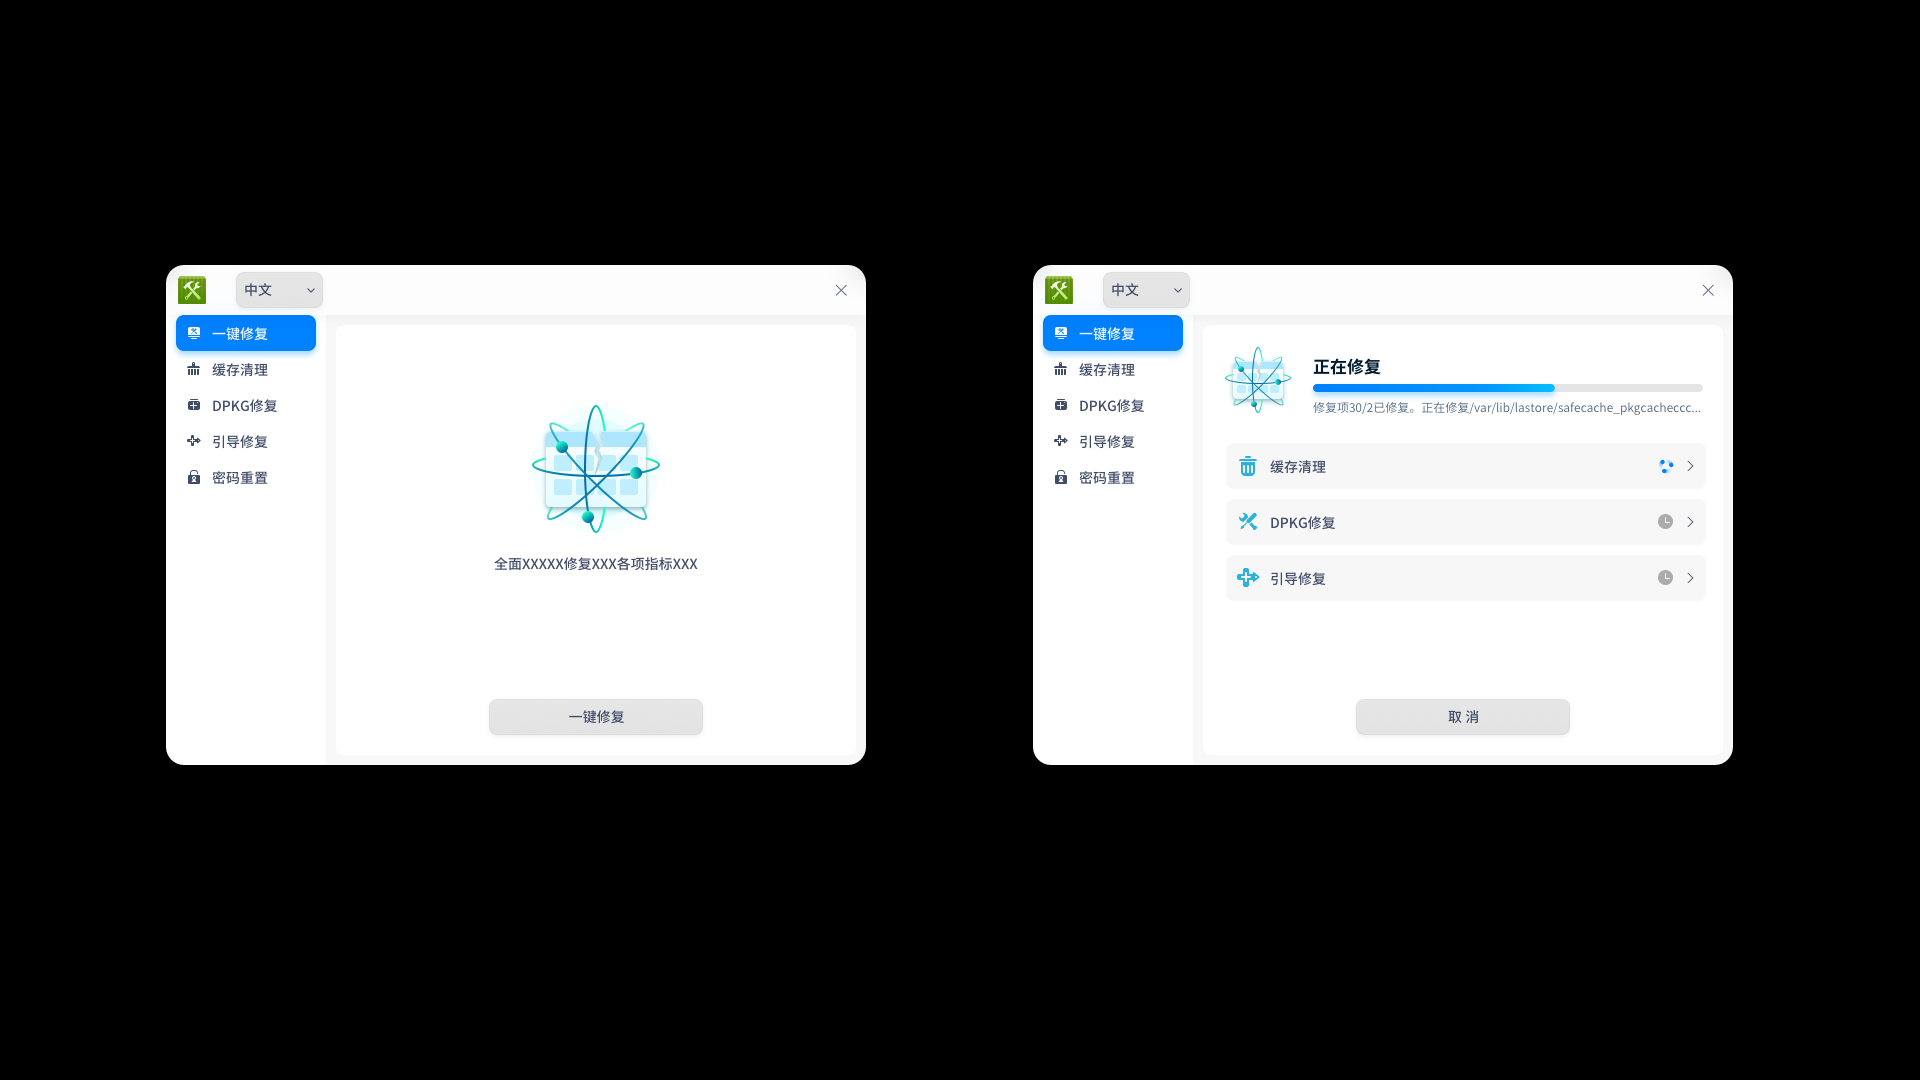 中文
一键修复
缓存清理
DPKG修复
引导修复
密码重置
全面XXXXX修复XXX各项指标XXX
一键修复
中文
一键修复
缓存清理
DPKG修复
引导修复
密码重置
正在修复
修复项30/2已修复。正在修复/var/lib/lastore/safecache_pkgcacheccc...
缓存清理
DPKG修复
引导修复
取 消